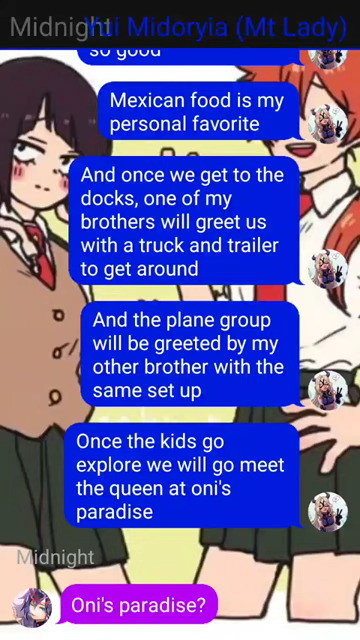 Midnight Yui Midoryia (Mt Lady)
so good
Mexican food is my
personal favorite
And once we get to the
docks, one of my
brothers will greet us
with a truck and trailer
to get around
And the plane group
will be greeted by my
other brother with the
same set up
Once the kids go
explore we will go meet
the queen at oni's
paradise
Midnight
Oni's paradise?